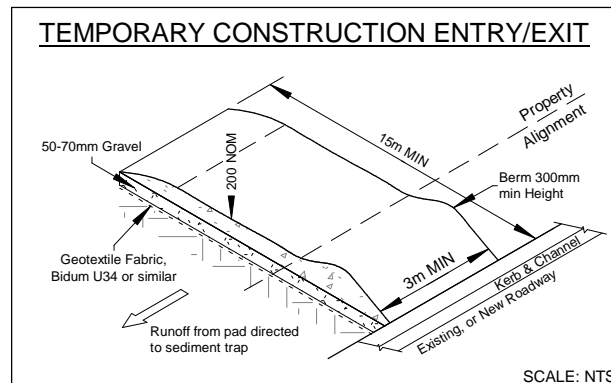 TEMPORARY CONSTRUCTION ENTRY/EXIT
Property
Alignment
15m MIN
50-70mm Gravel
200 NOM
Berm 300mm
min Height
Geotextile Fabric,
Bidum U34 or similar
3m MIN
Kerb & Channel
Existing, or New Roadway
Runoff from pad directed
to sediment trap
SCALE: NTS